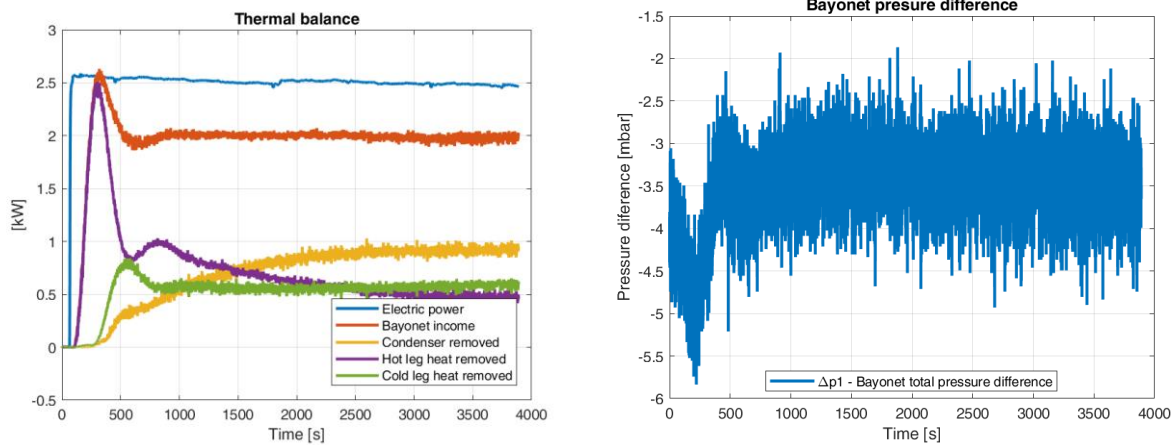 Thermal balance
3
2.5
2
1.5
1
0.5
0
-0.5
[kW]
0 500 1000 1500 2000 2500 3000 3500 4000
Time [s]
Electric power
Bayonet income
Condenser removed
Hot leg heat removed
Cold leg heat removed
Bayonet presure difference
-1.5
-2
-2.5
-3
-3.5
-4
-4.5
-5
-5.5
-6
Pressure diference [mbar]
0 500 1000 1500 2000 2500 3000 3500 4000
Time [s]
Δp1 - Bayonet total pressure difference